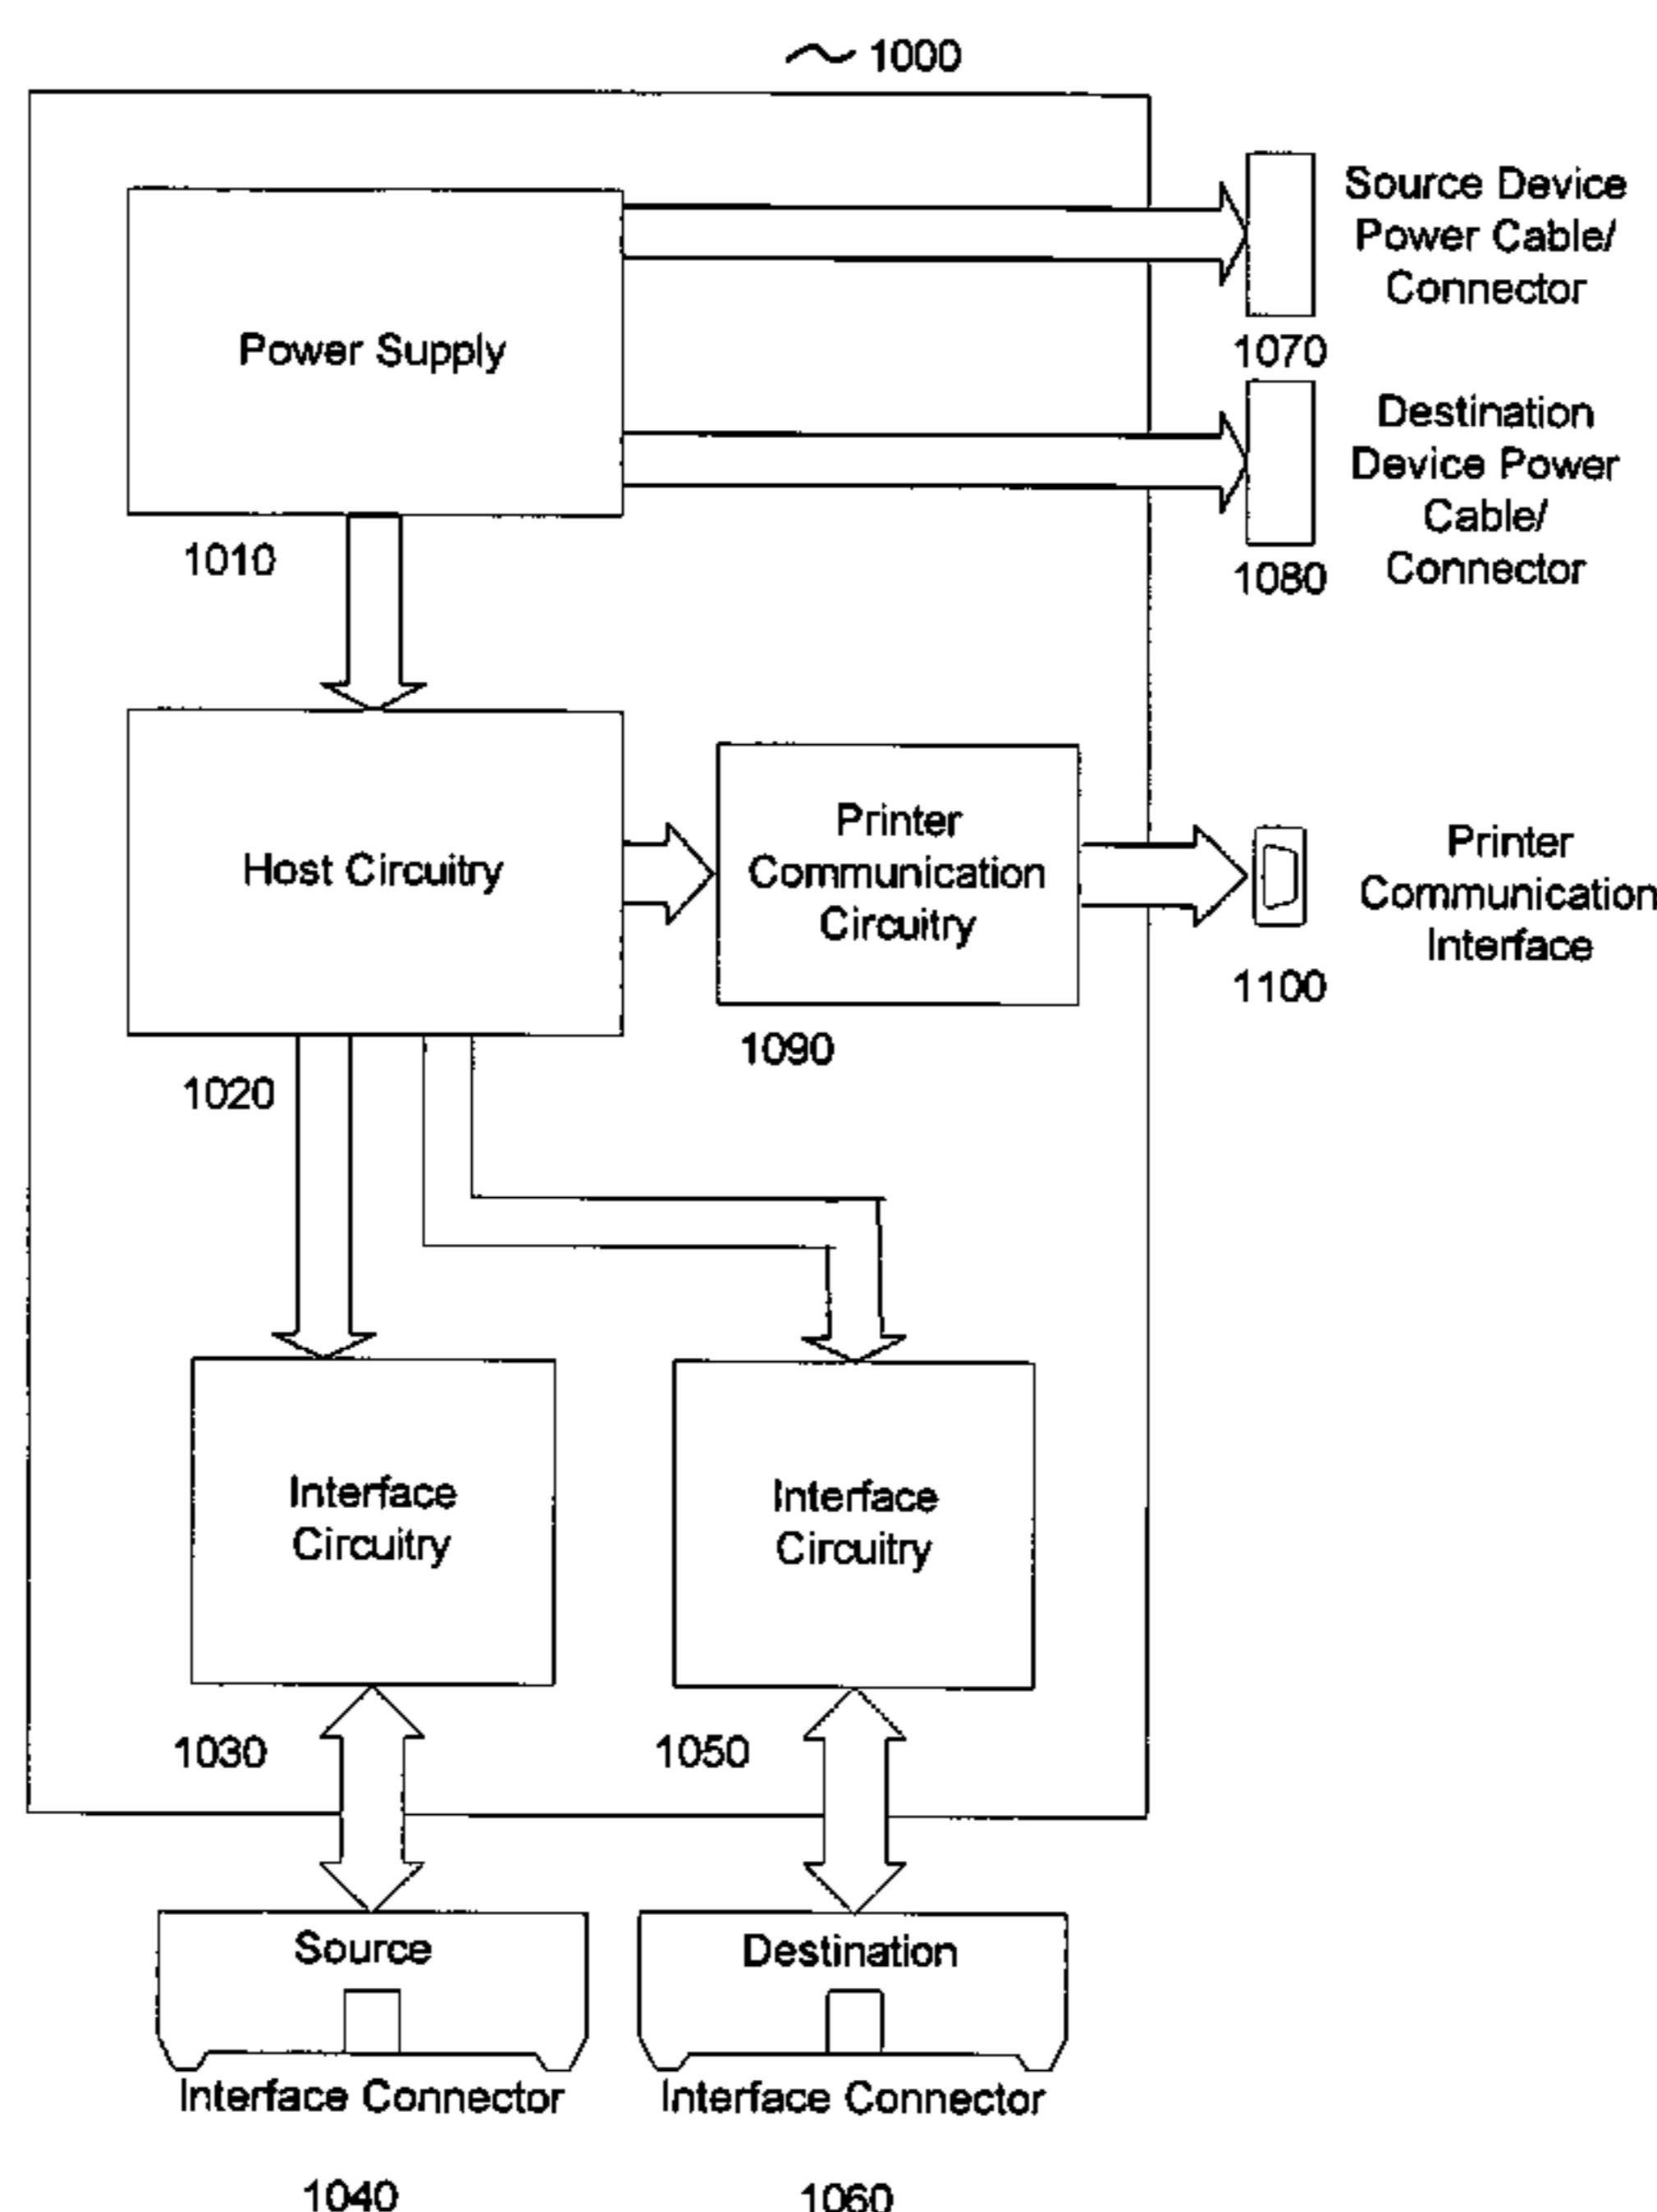 1000
Source Device
Power Cable/
Connector
Power Supply
1070
Destination
Device Power
Cable/
Connector
1010
1080
Host Circuitry
Printer
Communication
Circuitry
Printer
Communication
Interface
1100
1090
1020
Interface
Circuitry
Interface
Circuitry
1030
1050
Source
Destination
Interface Connector
Interface Connector
1040
1060